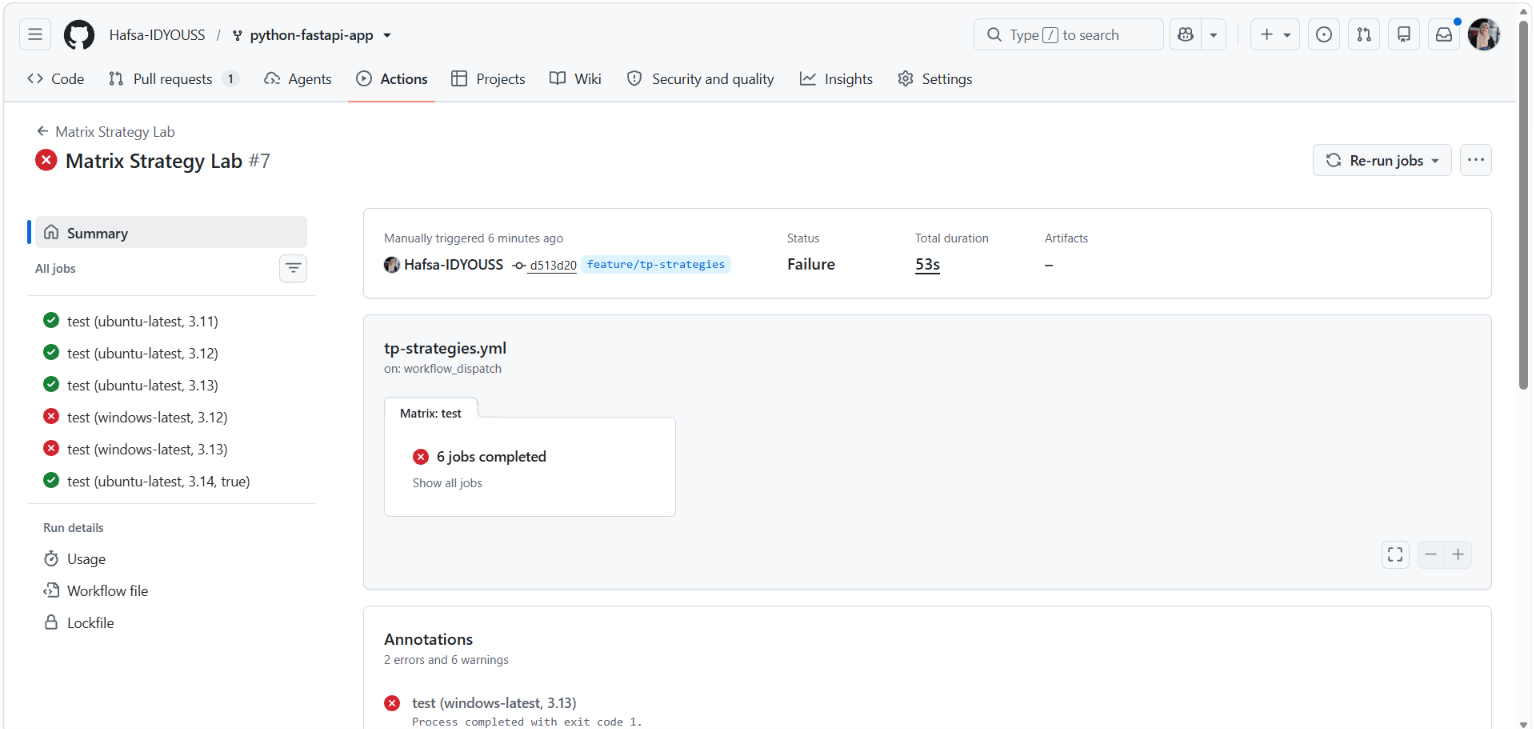 Hafsa-IDYOUSS / python-fastapi-app
Type / to search
Code Pull requests 1 Agents Actions Projects Wiki Security and quality Insights Settings
Matrix Strategy Lab
Matrix Strategy Lab #7
Re-run jobs
Summary
All jobs
test (ubuntu-latest, 3.11)
test (ubuntu-latest, 3.12)
test (ubuntu-latest, 3.13)
test (windows-latest, 3.12)
test (windows-latest, 3.13)
test (ubuntu-latest, 3.14, true)
Run details
Usage
Workflow file
Lockfile
Manually triggered 6 minutes ago
Hafsa-IDYOUSS d513d20 feature/tp-strategies
Status
Failure
Total duration
53s
Artifacts
–
tp-strategies.yml
on: workflow_dispatch
Matrix: test
6 jobs completed
Show all jobs
Annotations
2 errors and 6 warnings
test (windows-latest, 3.13)
Process completed with exit code 1.